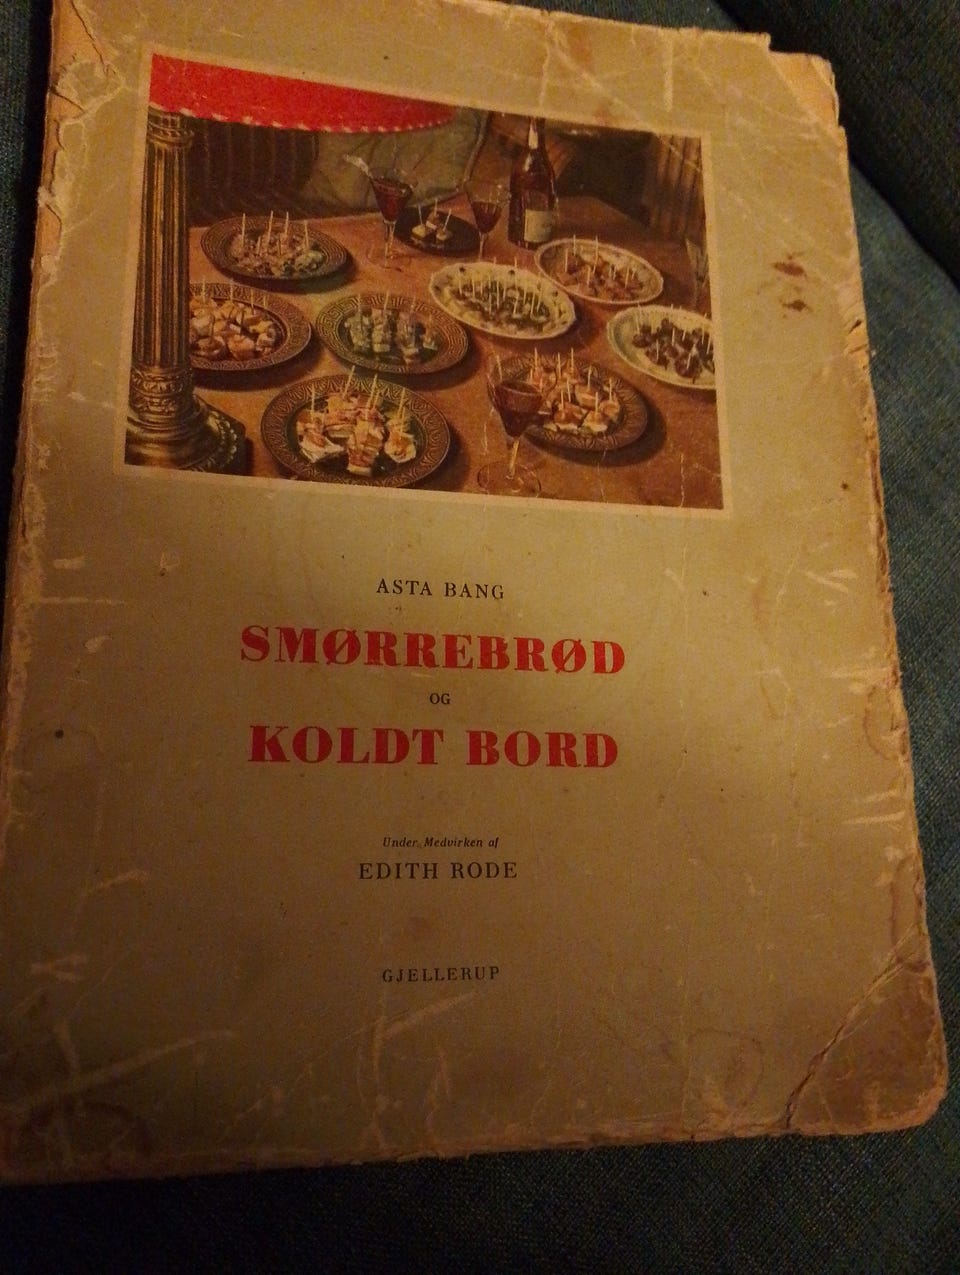 ASTA BANG
SMØRREBRØD
OG
KOLDT BORD
Under Medvirken af
EDITH RODE
GJELLERUP